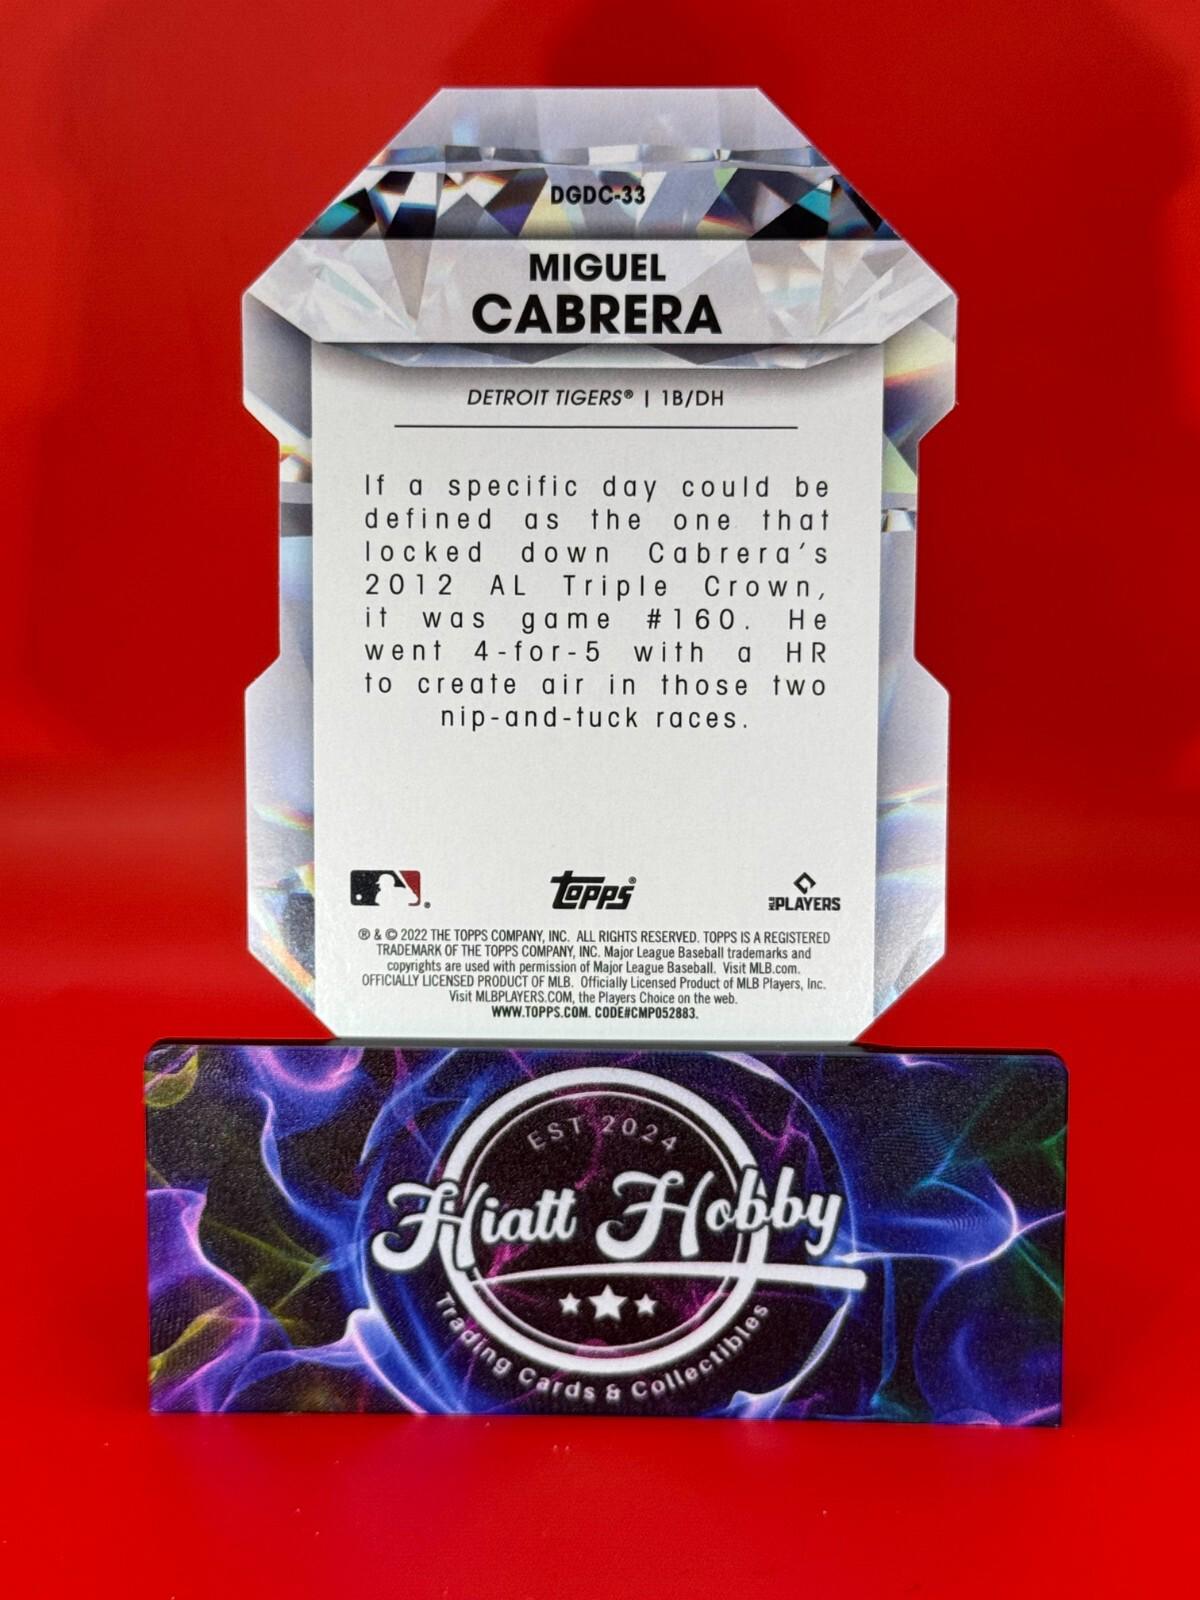 DGDC-33
MIGUEL
CABRERA
DETROIT TIGERS® | 1B/DH
If a specific day could be
defined as the one that
locked down Cabrera's
2012 AL Triple Crown,
it was game #160. He
went 4-for-5 with a HR
to create air in those two
nip-and-tuck races.
® topps® MLB PLAYERS
® & © 2022 THE TOPPS COMPANY, INC. ALL RIGHTS RESERVED. TOPPS IS A REGISTERED
TRADEMARK OF THE TOPPS COMPANY, INC. Major League Baseball trademarks and
copyrights are used with permission of Major League Baseball. Visit MLB.com.
OFFICIALLY LICENSED PRODUCT OF MLB. Officially Licensed Product of MLB Players, Inc.
Visit MLBPLAYERS.COM, the Players Choice on the web.
WWW.TOPPS.COM. CODE#CMP052883.
EST 2024
Hiatt Hobby
Trading Cards & Collectibles